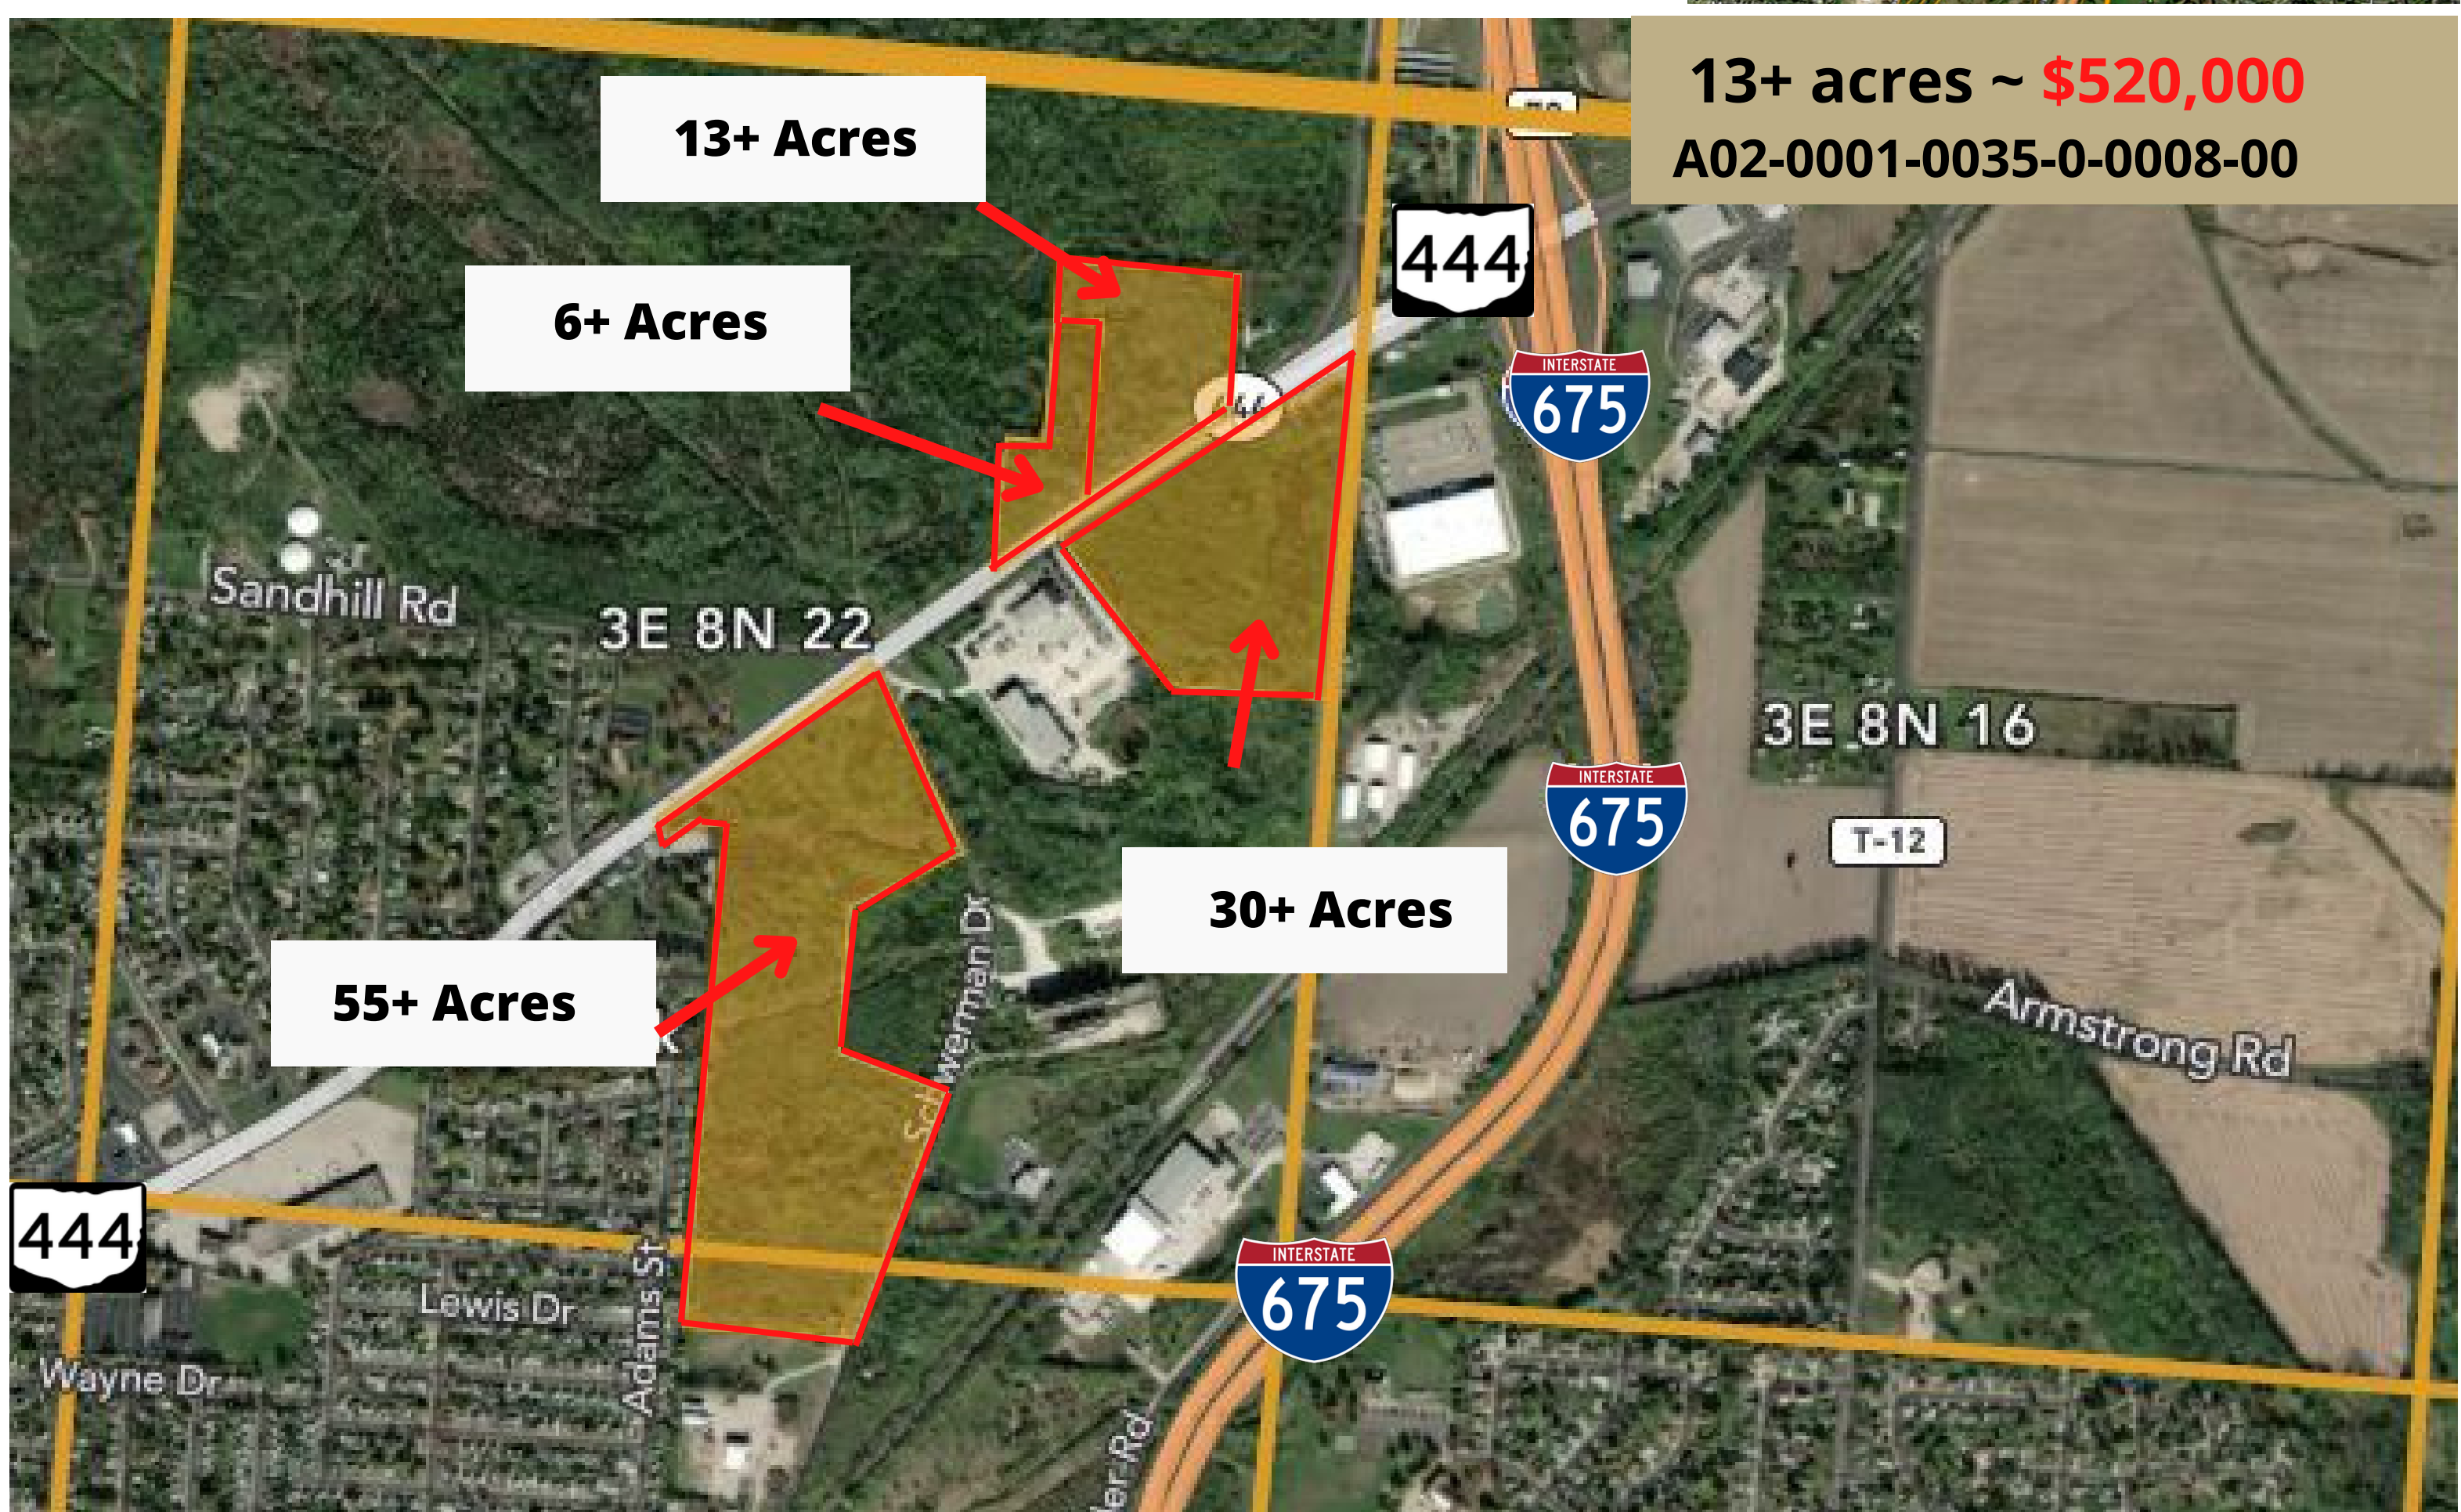 13+ acres ~ $520,000
A02-0001-0035-0-0008-00
13+ Acres
444
6+ Acres
INTERSTATE
675
Sandhill Rd
3E 8N 22
3E 8N 16
INTERSTATE
675
T-12
30+ Acres
55+ Acres
Armstrong Rd
444
INTERSTATE
675
Lewis Dr
Adams St
Wayne Dr